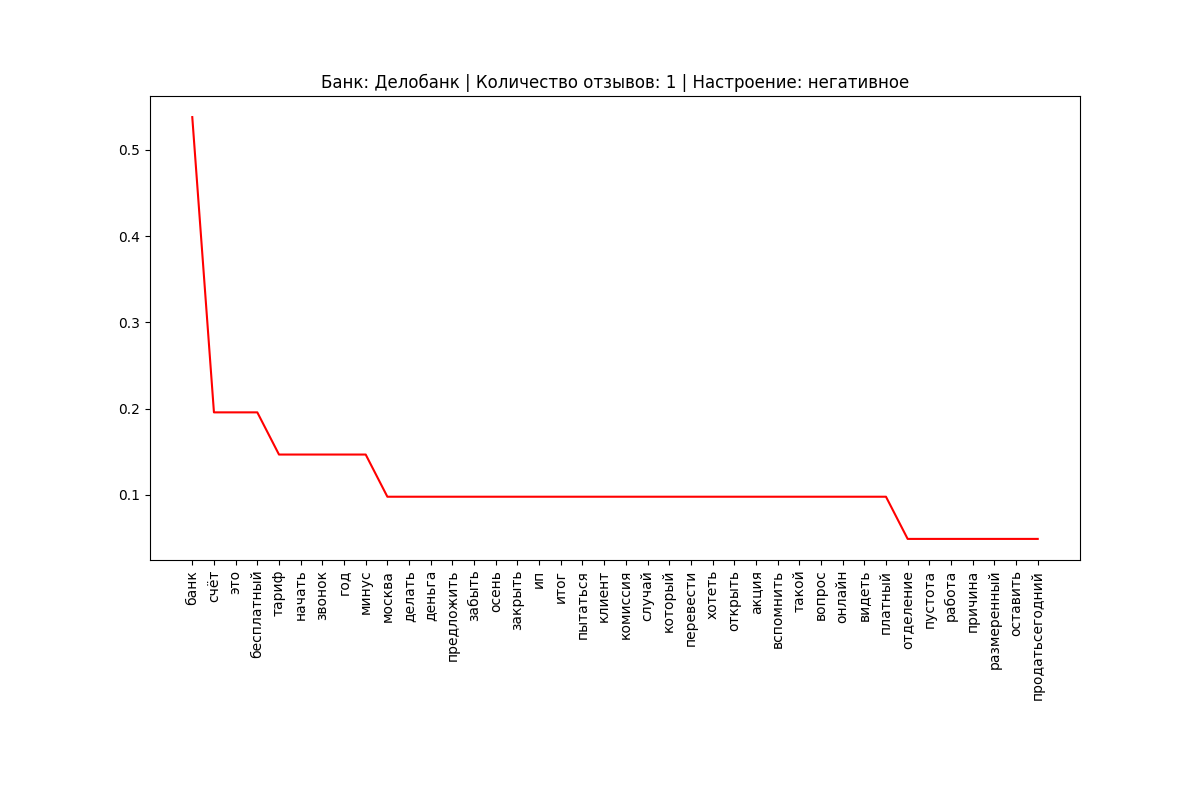 Банк: Делобанк | Количество отзывов: 1 | Настроение: негативное
0.5
0.4
0.3
0.2
0.1
банк
счёт
это
бесплатный
тариф
начать
звонок
год
минус
москва
делать
деньга
предложить
забыть
осень
закрыть
ип
итог
пытаться
клиент
комиссия
случай
который
перевести
хотеть
открыть
акция
вспомнить
такой
вопрос
онлайн
видеть
платный
отделение
пустота
работа
причина
размеренный
оставить
продатьсегодний